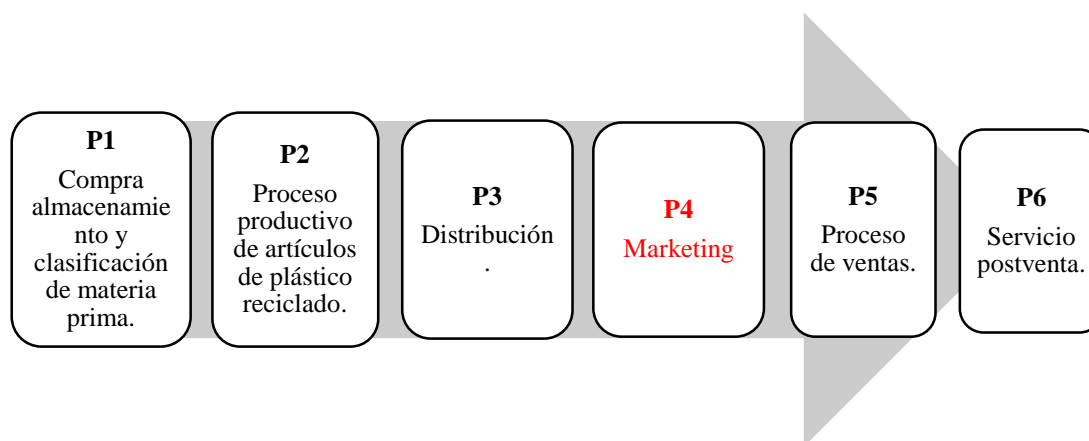 P1
Compra
almacenamie
nto y
clasificación
de materia
prima.
P2
Proceso
productivo
de artículos
de plástico
reciclado.
P3
Distribución
.
P4
Marketing
P5
Proceso
de ventas.
P6
Servicio
postventa.